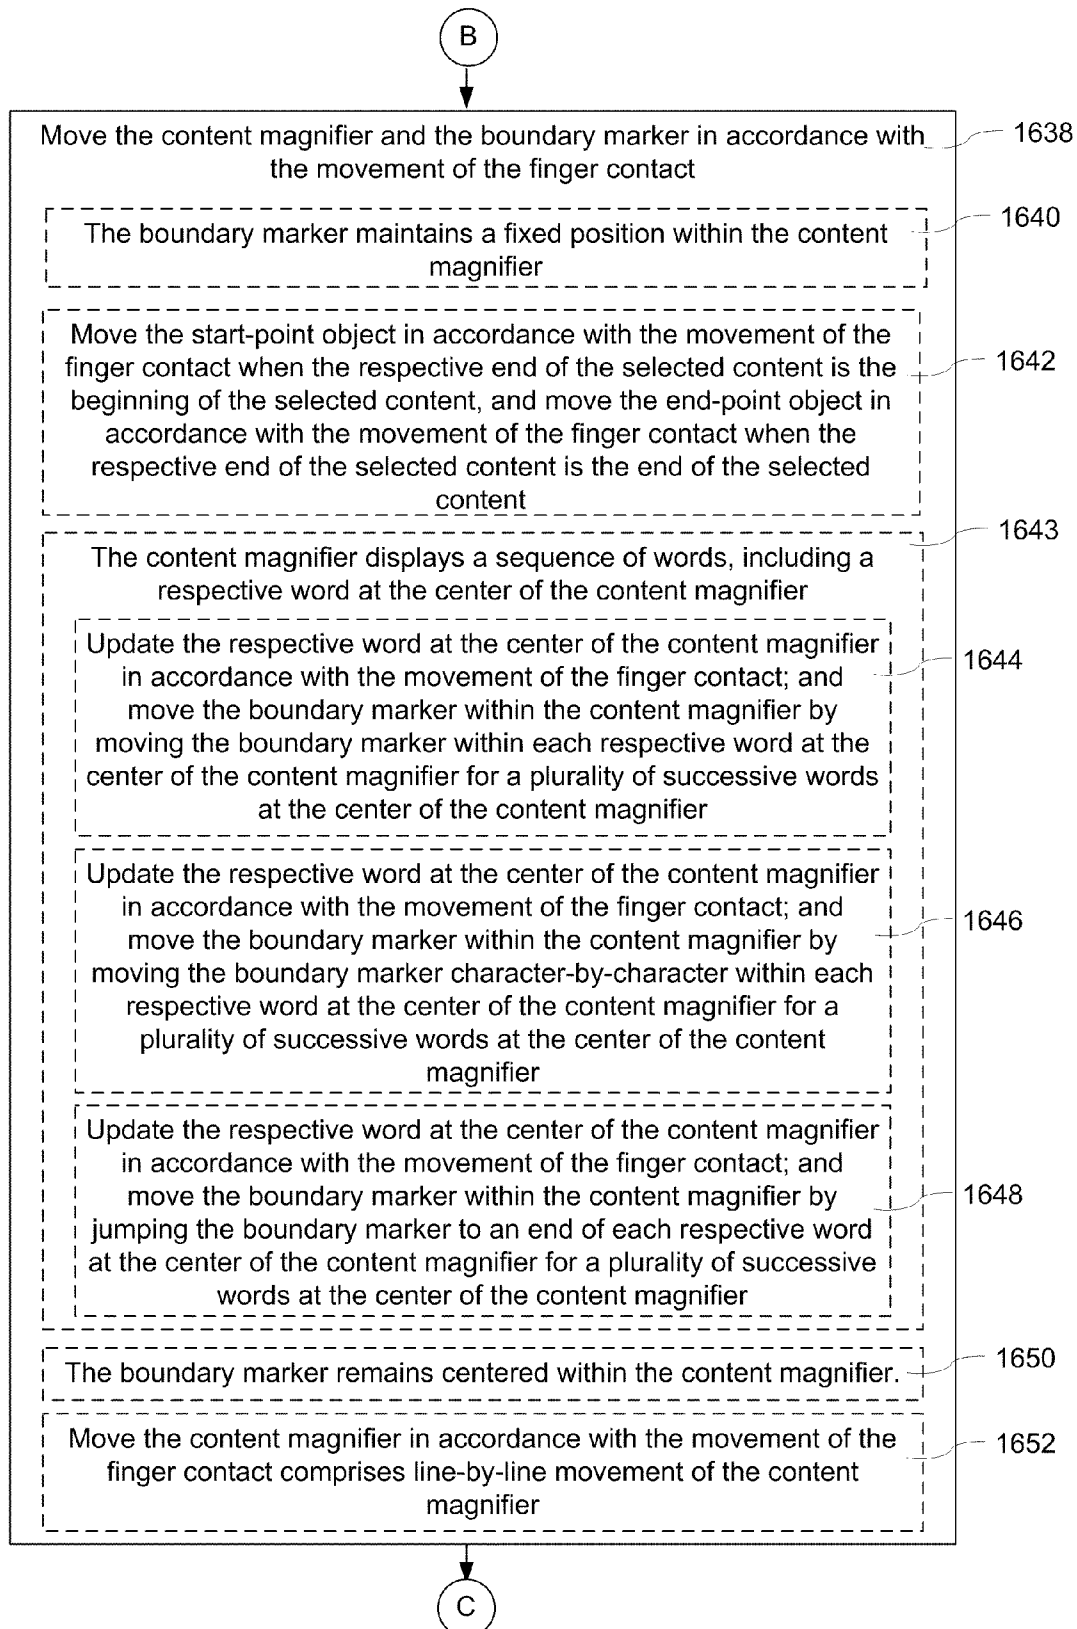 B
Move the content magnifier and the boundary marker in accordance with
the movement of the finger contact
1638
The boundary marker maintains a fixed position within the content
magnifier
1640
Move the start-point object in accordance with the movement of the
finger contact when the respective end of the selected content is the
beginning of the selected content, and move the end-point object in
accordance with the movement of the finger contact when the
respective end of the selected content is the end of the selected
content
1642
The content magnifier displays a sequence of words, including a
respective word at the center of the content magnifier
1643
Update the respective word at the center of the content magnifier
in accordance with the movement of the finger contact; and
move the boundary marker within the content magnifier by
moving the boundary marker within each respective word at the
center of the content magnifier for a plurality of successive words
at the center of the content magnifier
1644
Update the respective word at the center of the content magnifier
in accordance with the movement of the finger contact; and
move the boundary marker within the content magnifier by
moving the boundary marker character-by-character within each
respective word at the center of the content magnifier for a
plurality of successive words at the center of the content
magnifier
1646
Update the respective word at the center of the content magnifier
in accordance with the movement of the finger contact; and
move the boundary marker within the content magnifier by
jumping the boundary marker to an end of each respective word
at the center of the content magnifier for a plurality of successive
words at the center of the content magnifier
1648
The boundary marker remains centered within the content magnifier.
1650
Move the content magnifier in accordance with the movement of the
finger contact comprises line-by-line movement of the content
magnifier
1652
C